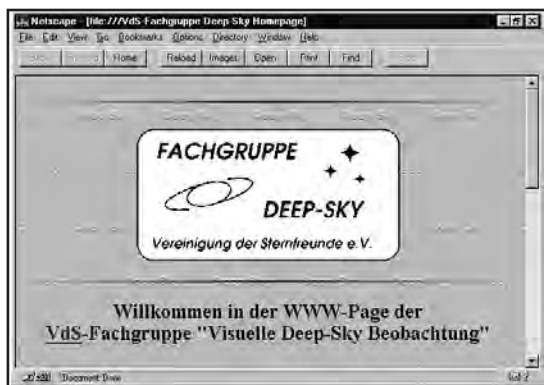 Netscape - [file:///VdS-Fachgruppe Deep Sky Homepage]
File Edit View Go Bookmarks Options Directory Window Help
Home Reload Images Open Print Find
FACHGRUPPE
DEEP-SKY
Vereinigung der Sternfreunde e.V.
Willkommen in der WWW-Page der
VdS-Fachgruppe "Visuelle Deep-Sky Beobachtung"
Document: Done